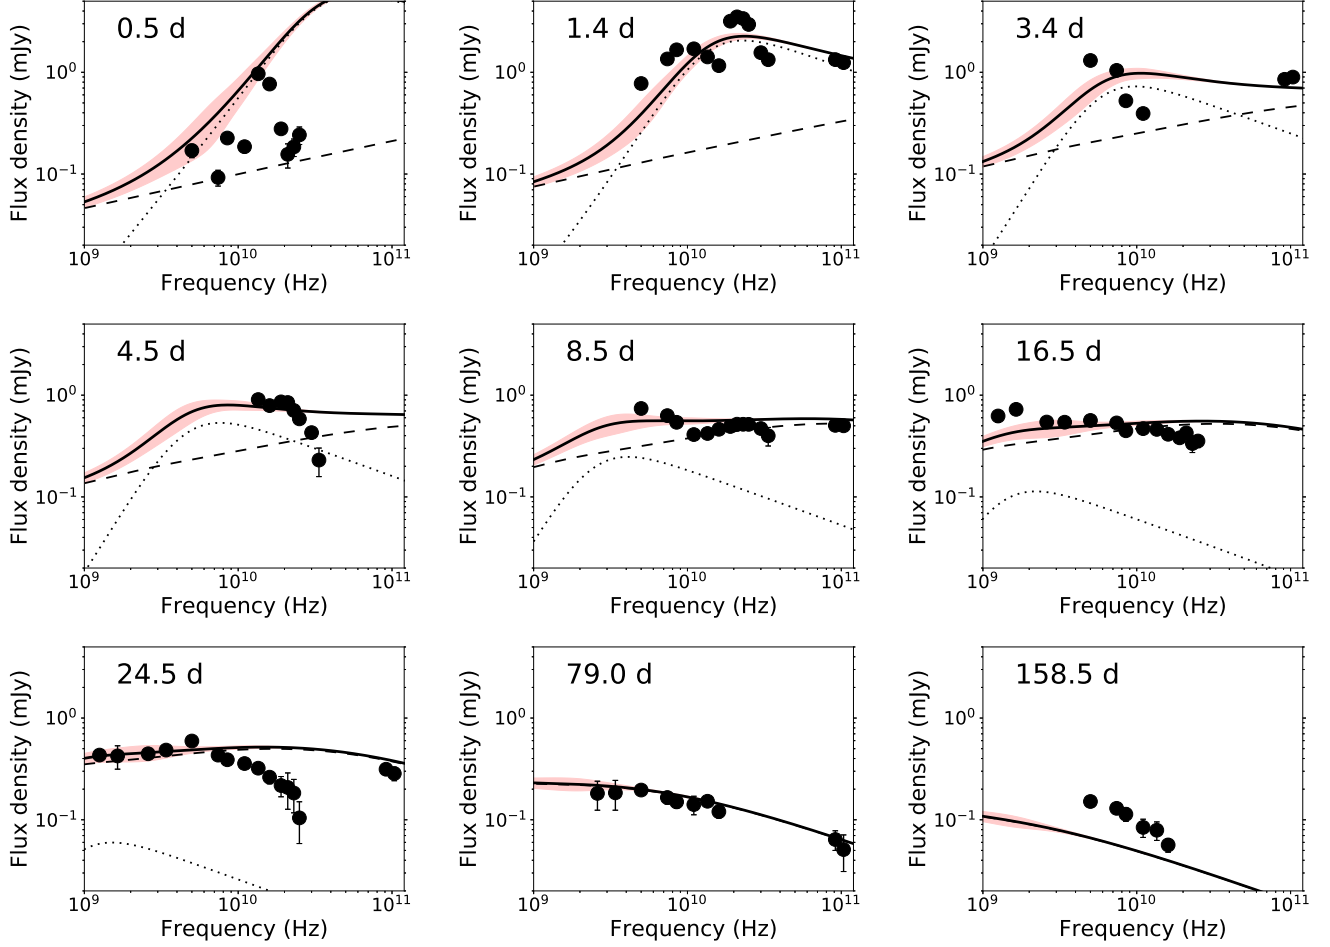 0.5 d
Flux density (mJy)
10⁰
10⁻¹
10⁹ 10¹⁰ 10¹¹
Frequency (Hz)
1.4 d
Flux density (mJy)
10⁰
10⁻¹
10⁹ 10¹⁰ 10¹¹
Frequency (Hz)
3.4 d
Flux density (mJy)
10⁰
10⁻¹
10⁹ 10¹⁰ 10¹¹
Frequency (Hz)
4.5 d
Flux density (mJy)
10⁰
10⁻¹
10⁹ 10¹⁰ 10¹¹
Frequency (Hz)
8.5 d
Flux density (mJy)
10⁰
10⁻¹
10⁹ 10¹⁰ 10¹¹
Frequency (Hz)
16.5 d
Flux density (mJy)
10⁰
10⁻¹
10⁹ 10¹⁰ 10¹¹
Frequency (Hz)
24.5 d
Flux density (mJy)
10⁰
10⁻¹
10⁹ 10¹⁰ 10¹¹
Frequency (Hz)
79.0 d
Flux density (mJy)
10⁰
10⁻¹
10⁹ 10¹⁰ 10¹¹
Frequency (Hz)
158.5 d
Flux density (mJy)
10⁰
10⁻¹
10⁹ 10¹⁰ 10¹¹
Frequency (Hz)